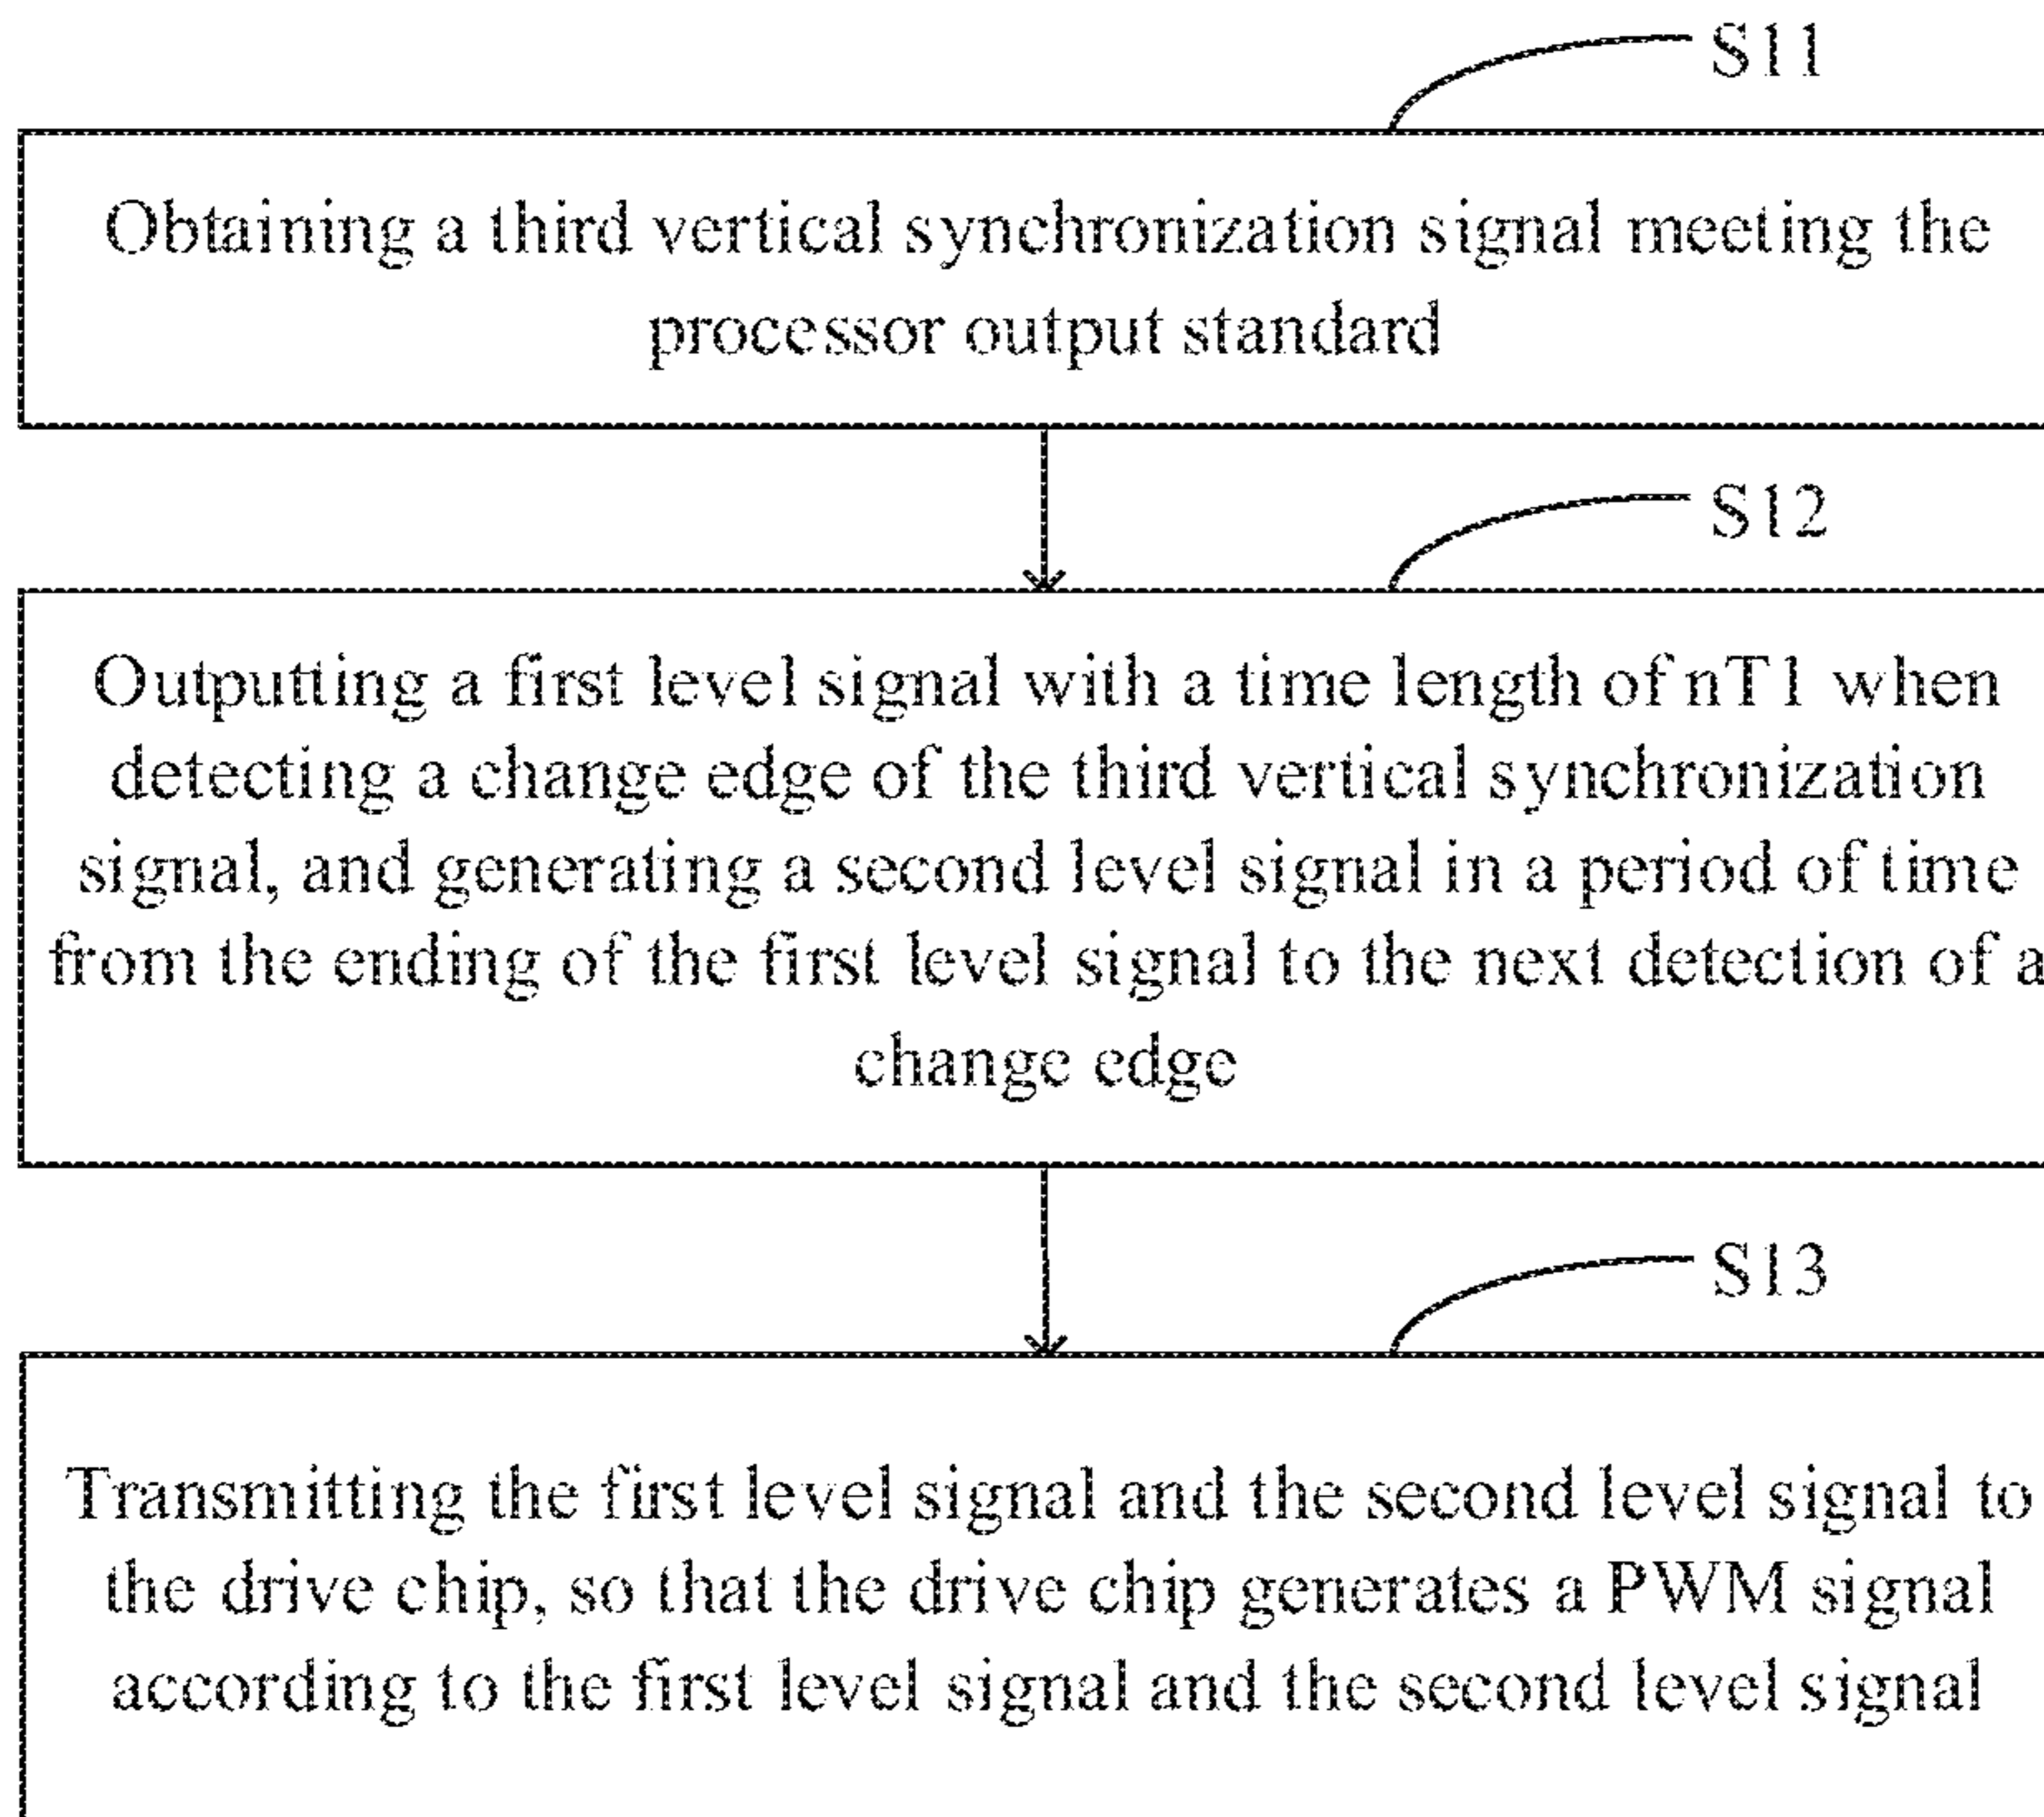 S11
Obtaining a third vertical synchronization signal meeting the
processor output standard
S12
Outputting a first level signal with a time length of nT1 when
detecting a change edge of the third vertical synchronization
signal, and generating a second level signal in a period of time
from the ending of the first level signal to the next detection of a
change edge
S13
Transmitting the first level signal and the second level signal to
the drive chip, so that the drive chip generates a PWM signal
according to the first level signal and the second level signal